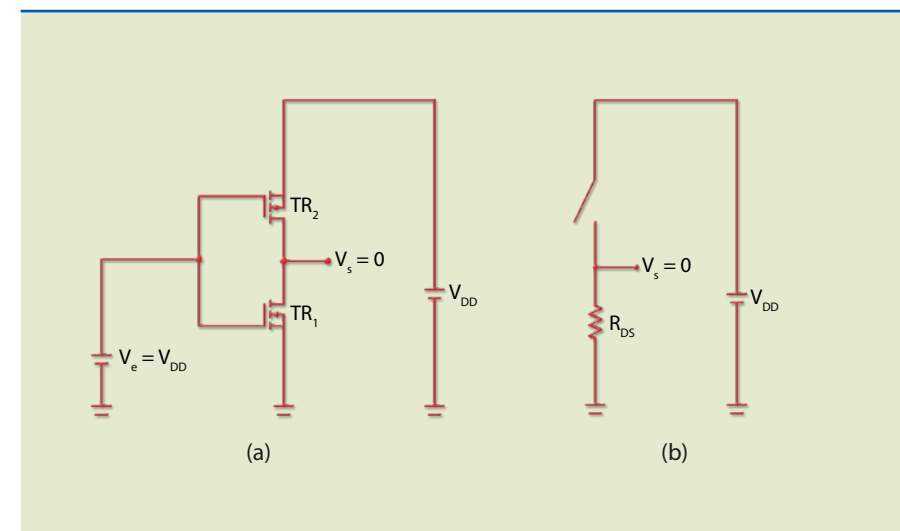 TR2
Vs = 0
TR1
VDD
Ve = VDD
(a)
Vs = 0
VDD
RDS
(b)